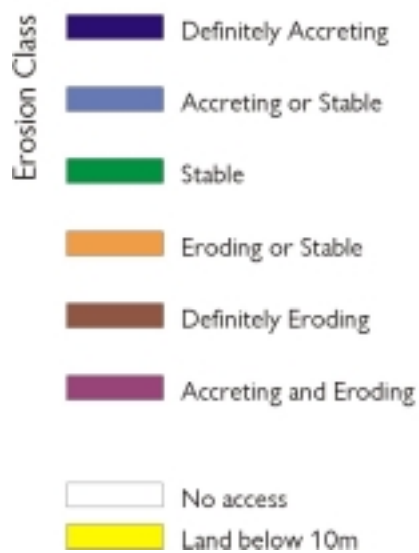 Erosion Class
Definitely Accreting
Accreting or Stable
Stable
Eroding or Stable
Definitely Eroding
Accreting and Eroding
No access
Land below 10m